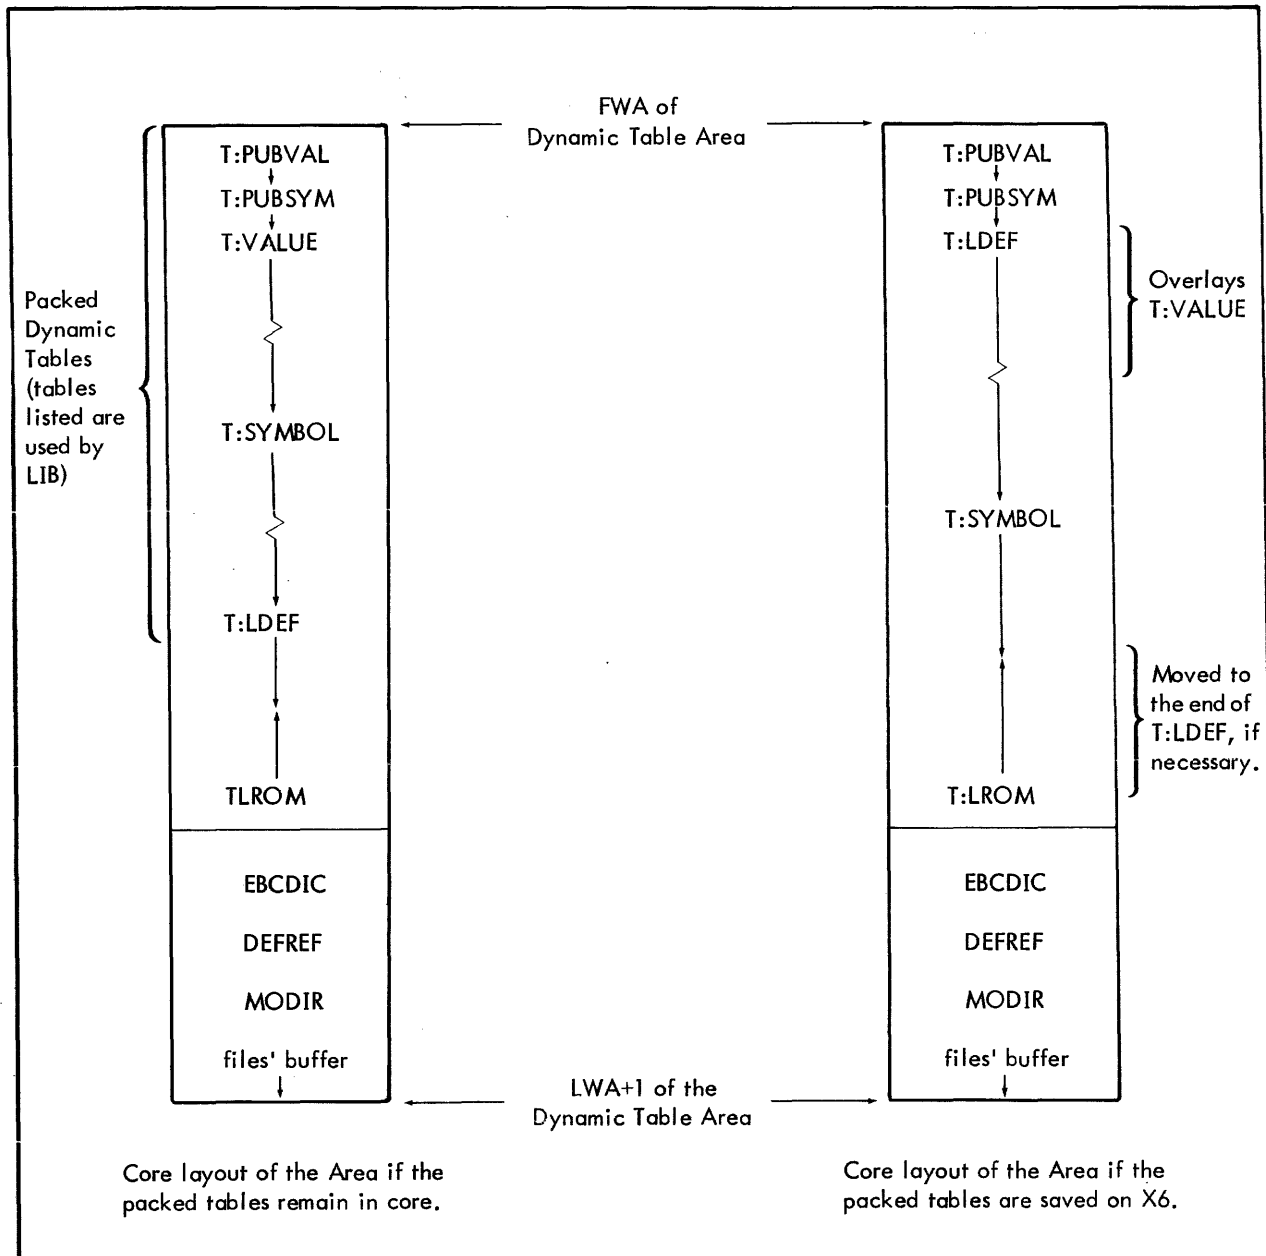 FWA of
Dynamic Table Area
T:PUBVAL
T:PUBSYM
T:VALUE
T:SYMBOL
T:LDEF
TLROM
EBCDIC
DEFREF
MODIR
files' buffer
Packed
Dynamic
Tables
(tables
listed are
used by
LIB)
T:PUBVAL
T:PUBSYM
T:LDEF
T:SYMBOL
T:LROM
EBCDIC
DEFREF
MODIR
files' buffer
Overlays
T:VALUE
Moved to
the end of
T:LDEF, if
necessary.
LWA+1 of the
Dynamic Table Area
Core layout of the Area if the
packed tables remain in core.
Core layout of the Area if the
packed tables are saved on X6.